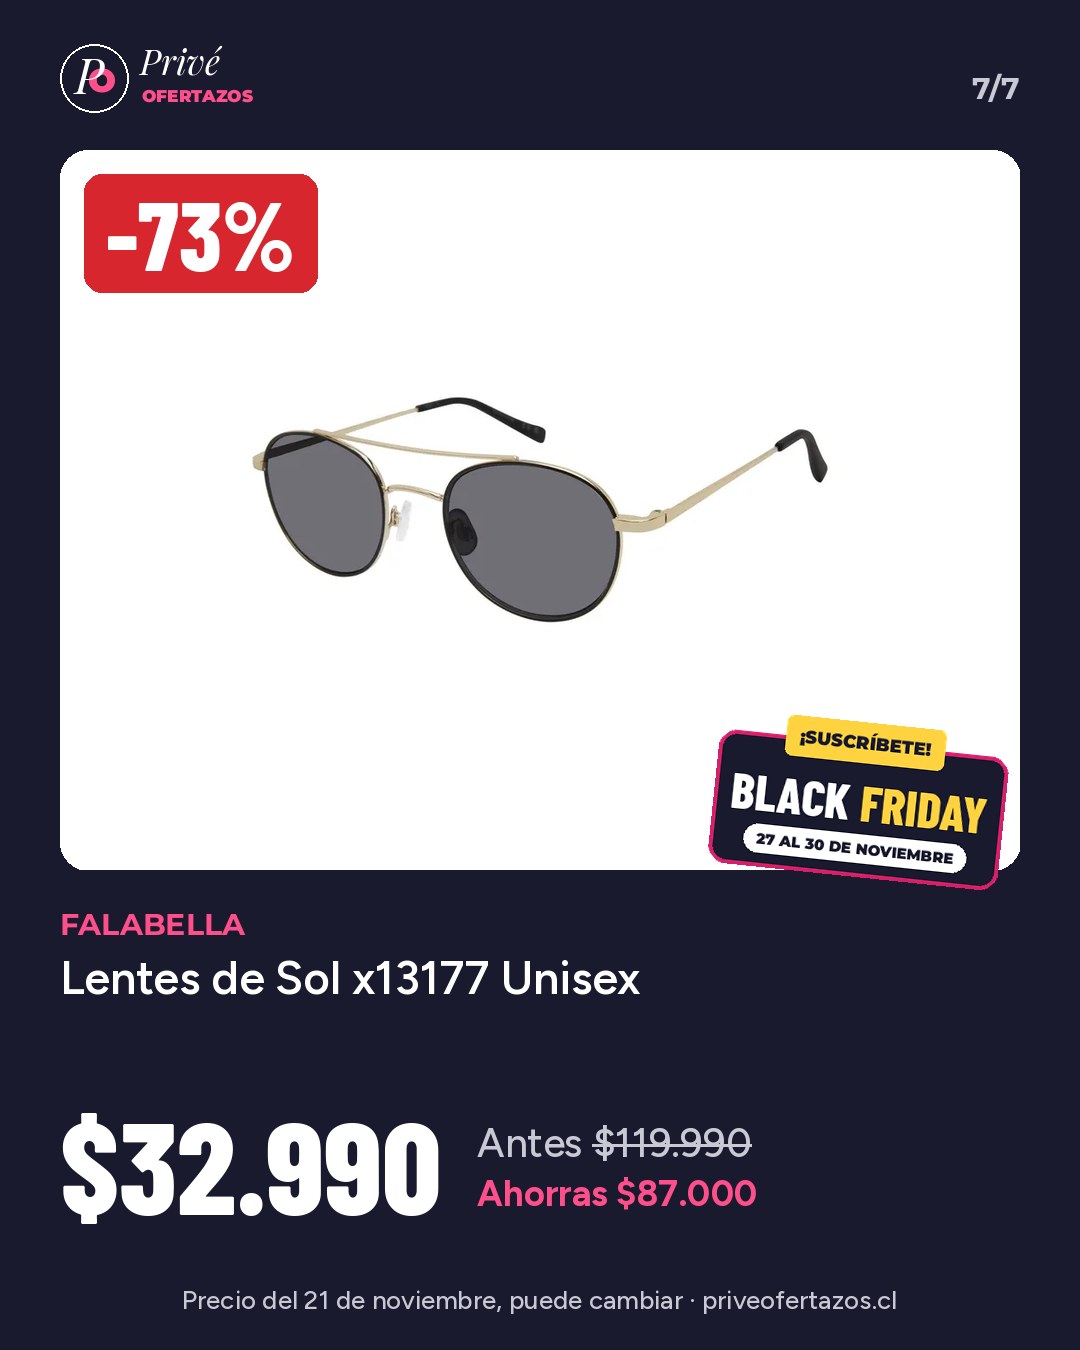 Po
Privé
OFERTAZOS
7/7
-73%
¡SUSCRÍBETE!
BLACK FRIDAY
27 AL 30 DE NOVIEMBRE
FALABELLA
Lentes de Sol x13177 Unisex
$32.990
Antes $119.990
Ahorras $87.000
Precio del 21 de noviembre, puede cambiar · priveofertazos.cl